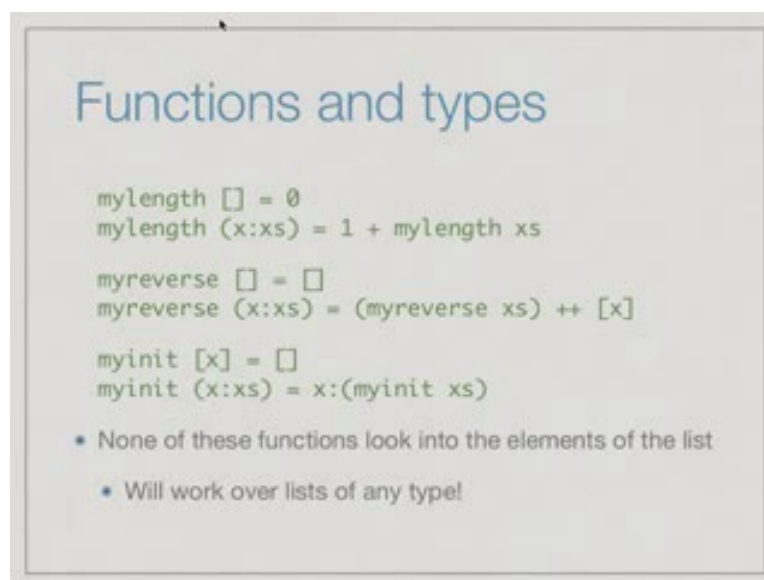 Functions and types
mylength [] = 0
mylength (x:xs) = 1 + mylength xs
myreverse [] = []
myreverse (x:xs) = (myreverse xs) ++ [x]
myinit [x] = []
myinit (x:xs) = x:(myinit xs)
• None of these functions look into the elements of the list
• Will work over lists of any type!